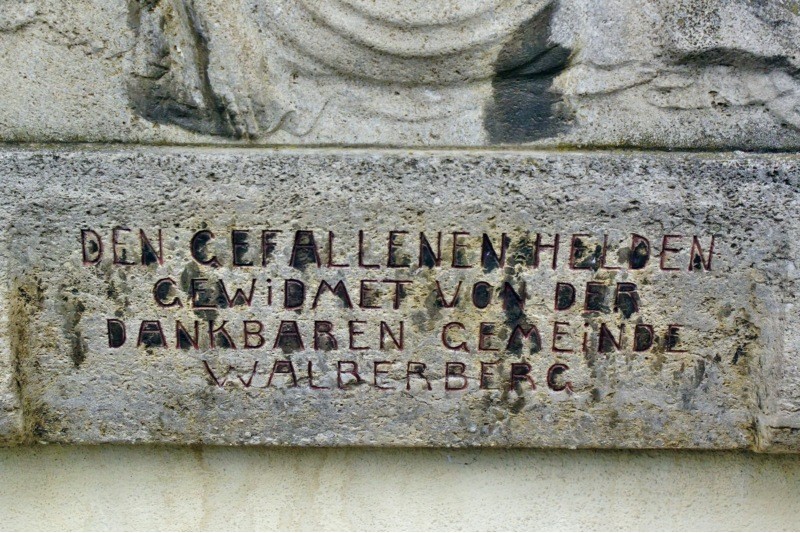 DEN GEFALLENEN HELDEN
GEWiDMET VON DER
DANKBAREN GEMEiNDE
WALBERBERG